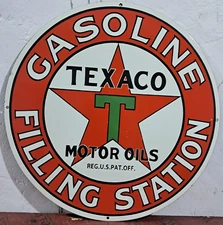 GASOLINE
TEXACO
T
MOTOR OILS
REG.U.S.PAT.OFF.
FILLING STATION